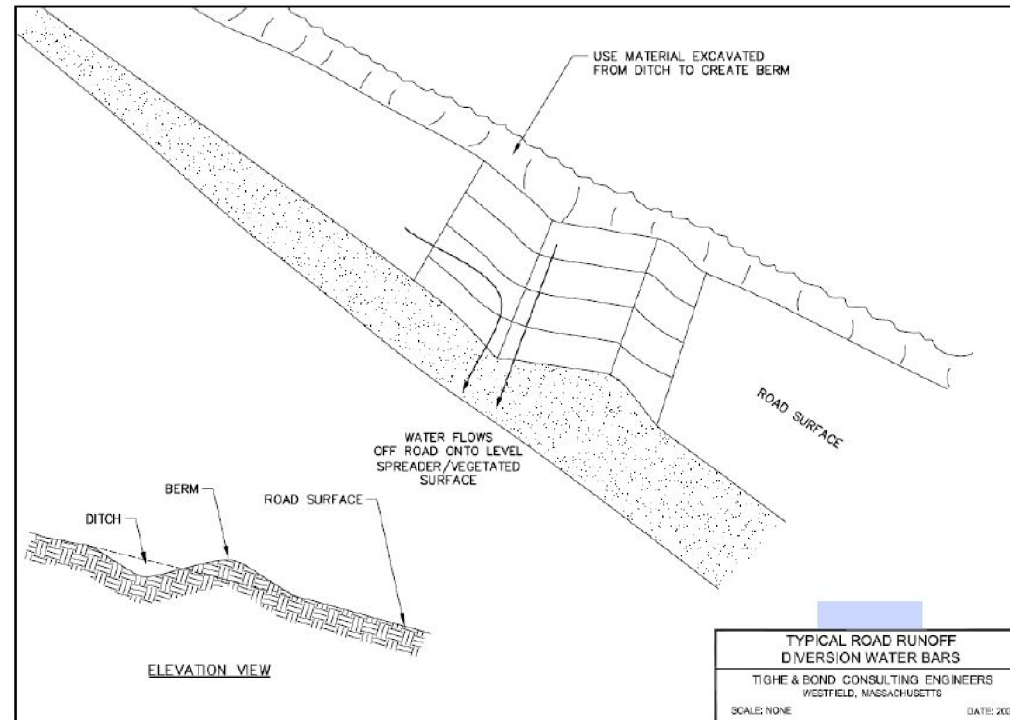 USE MATERIAL EXCAVATED
FROM DITCH TO CREATE BERM
ROAD SURFACE
WATER FLOWS
OFF ROAD ONTO LEVEL
SPREADER/VEGETATED
SURFACE
BERM
ROAD SURFACE
DITCH
ELEVATION VIEW
TYPICAL ROAD RUNOFF
DIVERSION WATER BARS
TIGHE & BOND CONSULTING ENGINEERS
WESTFIELD, MASSACHUSETTS
SCALE: NONE
DATE: